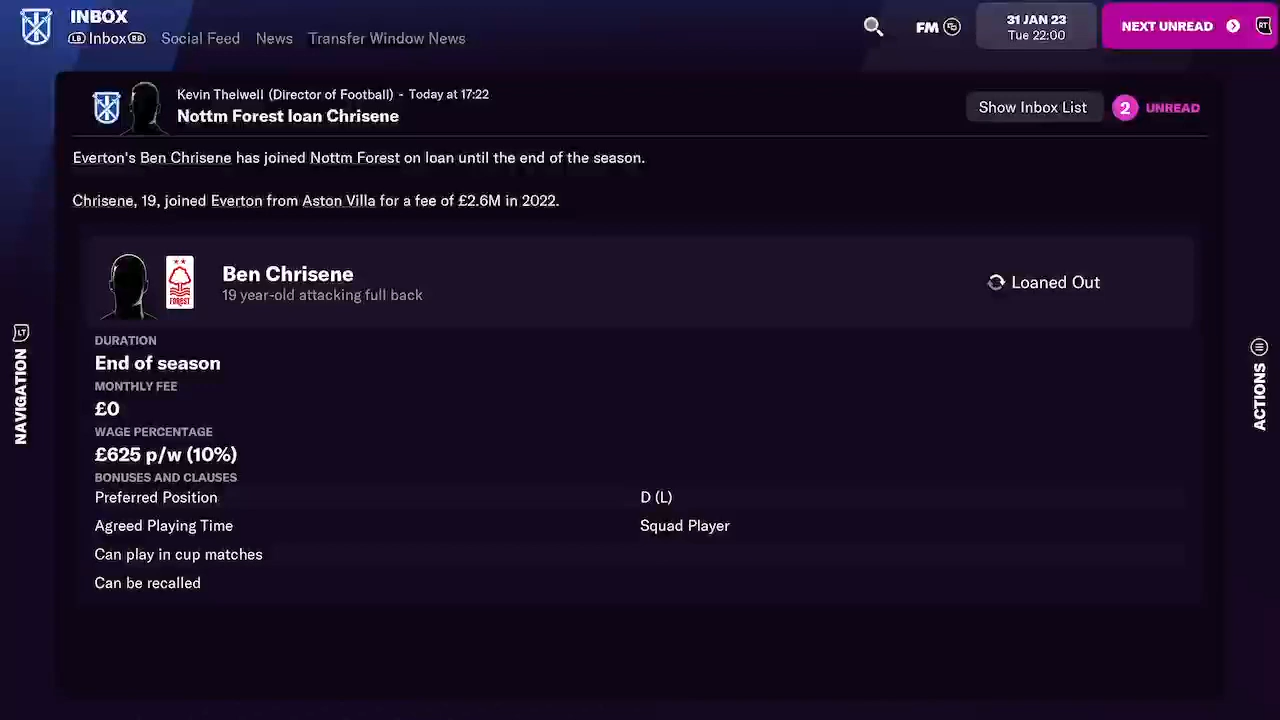 INBOX
LB Inbox RB Social Feed News Transfer Window News
FM
31 JAN 23
Tue 22:00
NEXT UNREAD
RT
Kevin Thelwell (Director of Football) - Today at 17:22
Nottm Forest loan Chrisene
Show Inbox List
2 UNREAD
Everton's Ben Chrisene has joined Nottm Forest on loan until the end of the season.
Chrisene, 19, joined Everton from Aston Villa for a fee of £2.6M in 2022.
FOREST
Ben Chrisene
19 year-old attacking full back
Loaned Out
DURATION
End of season
MONTHLY FEE
£0
WAGE PERCENTAGE
£625 p/w (10%)
BONUSES AND CLAUSES
Preferred Position D (L)
Agreed Playing Time Squad Player
Can play in cup matches
Can be recalled
NAVIGATION LT
ACTIONS